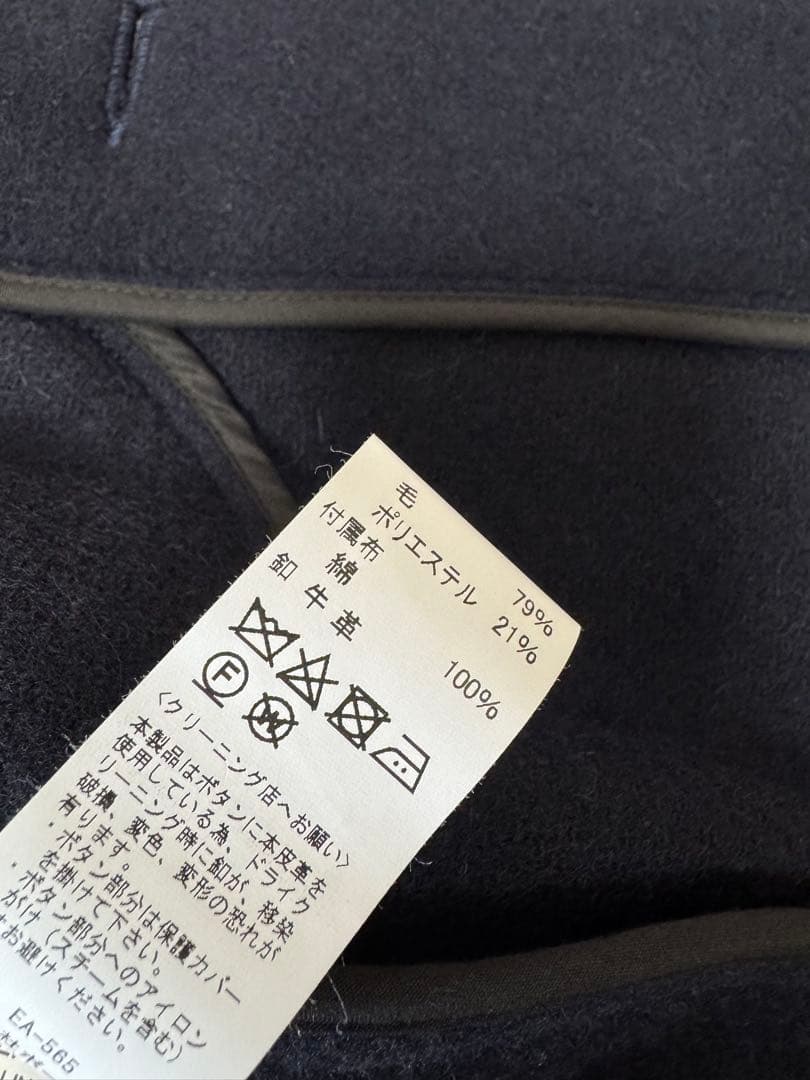 毛 79%
ポリエステル 21%
付属布
綿 100%
釦 牛革
F
W
〈クリーニング店へお願い〉
本製品はボタンに本皮革を
使用している為、ドライク
リーニング時に釦が、移染
破損、変色、変形の恐れが
有ります。
・ボタン部分は保護カバー
を掛けて下さい。
・ボタン部分へのアイロン
がけ(スチームを含む)
はお避けください。
EA-565